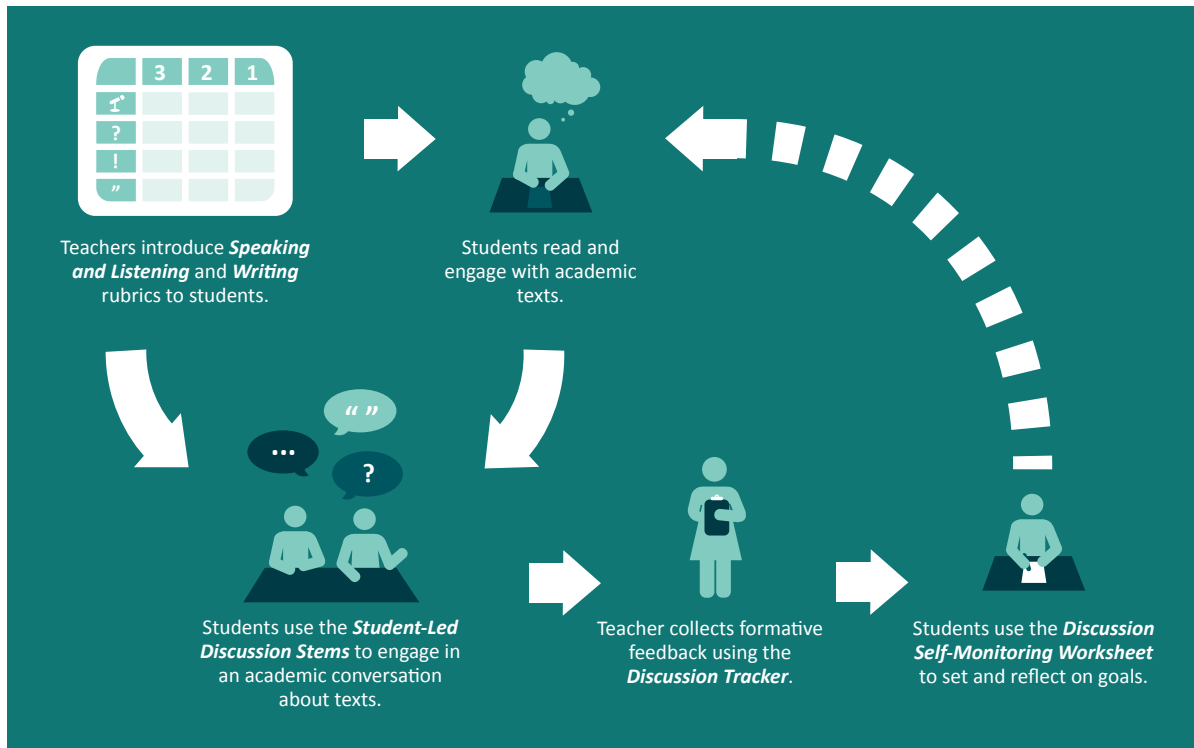 3 2 1
?
!
”
Teachers introduce Speaking
and Listening and Writing
rubrics to students.
Students read and
engage with academic
texts.
“ ”
...
?
Students use the Student-Led
Discussion Stems to engage in
an academic conversation
about texts.
Teacher collects formative
feedback using the
Discussion Tracker.
Students use the Discussion
Self-Monitoring Worksheet
to set and reflect on goals.